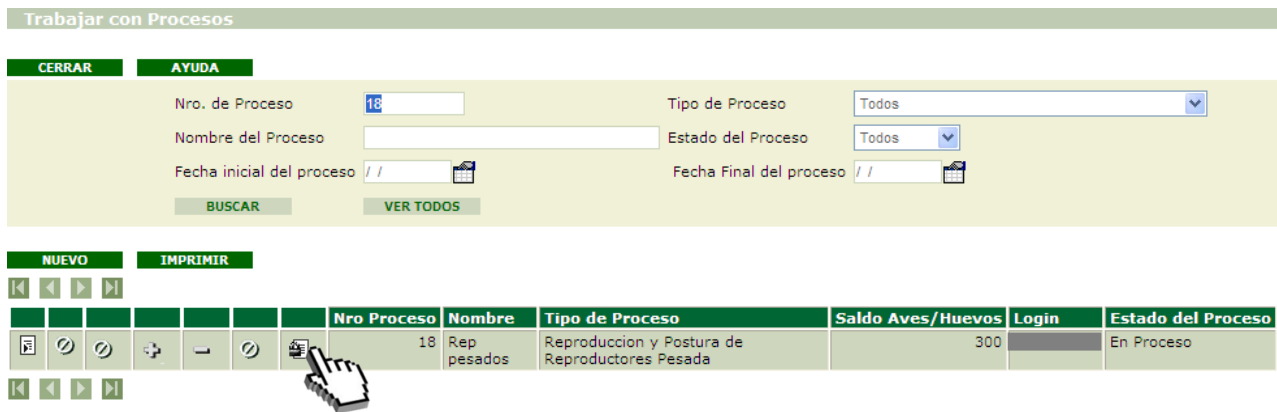 Trabajar con Procesos
CERRAR AYUDA
Nro. de Proceso 18 Tipo de Proceso Todos
Nombre del Proceso Estado del Proceso Todos
Fecha inicial del proceso / / Fecha Final del proceso / /
BUSCAR VER TODOS
NUEVO IMPRIMIR
Nro Proceso Nombre Tipo de Proceso Saldo Aves/Huevos Login Estado del Proceso
18 Rep Reproduccion y Postura de 300 En Proceso
pesados Reproductores Pesada